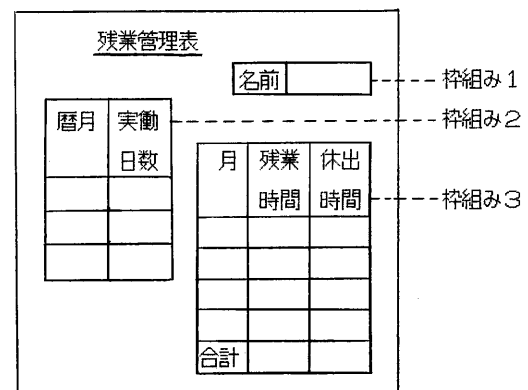 残業管理表
名前
枠組み1
暦月
実働
日数
枠組み2
月
残業
時間
休出
時間
枠組み3
合計